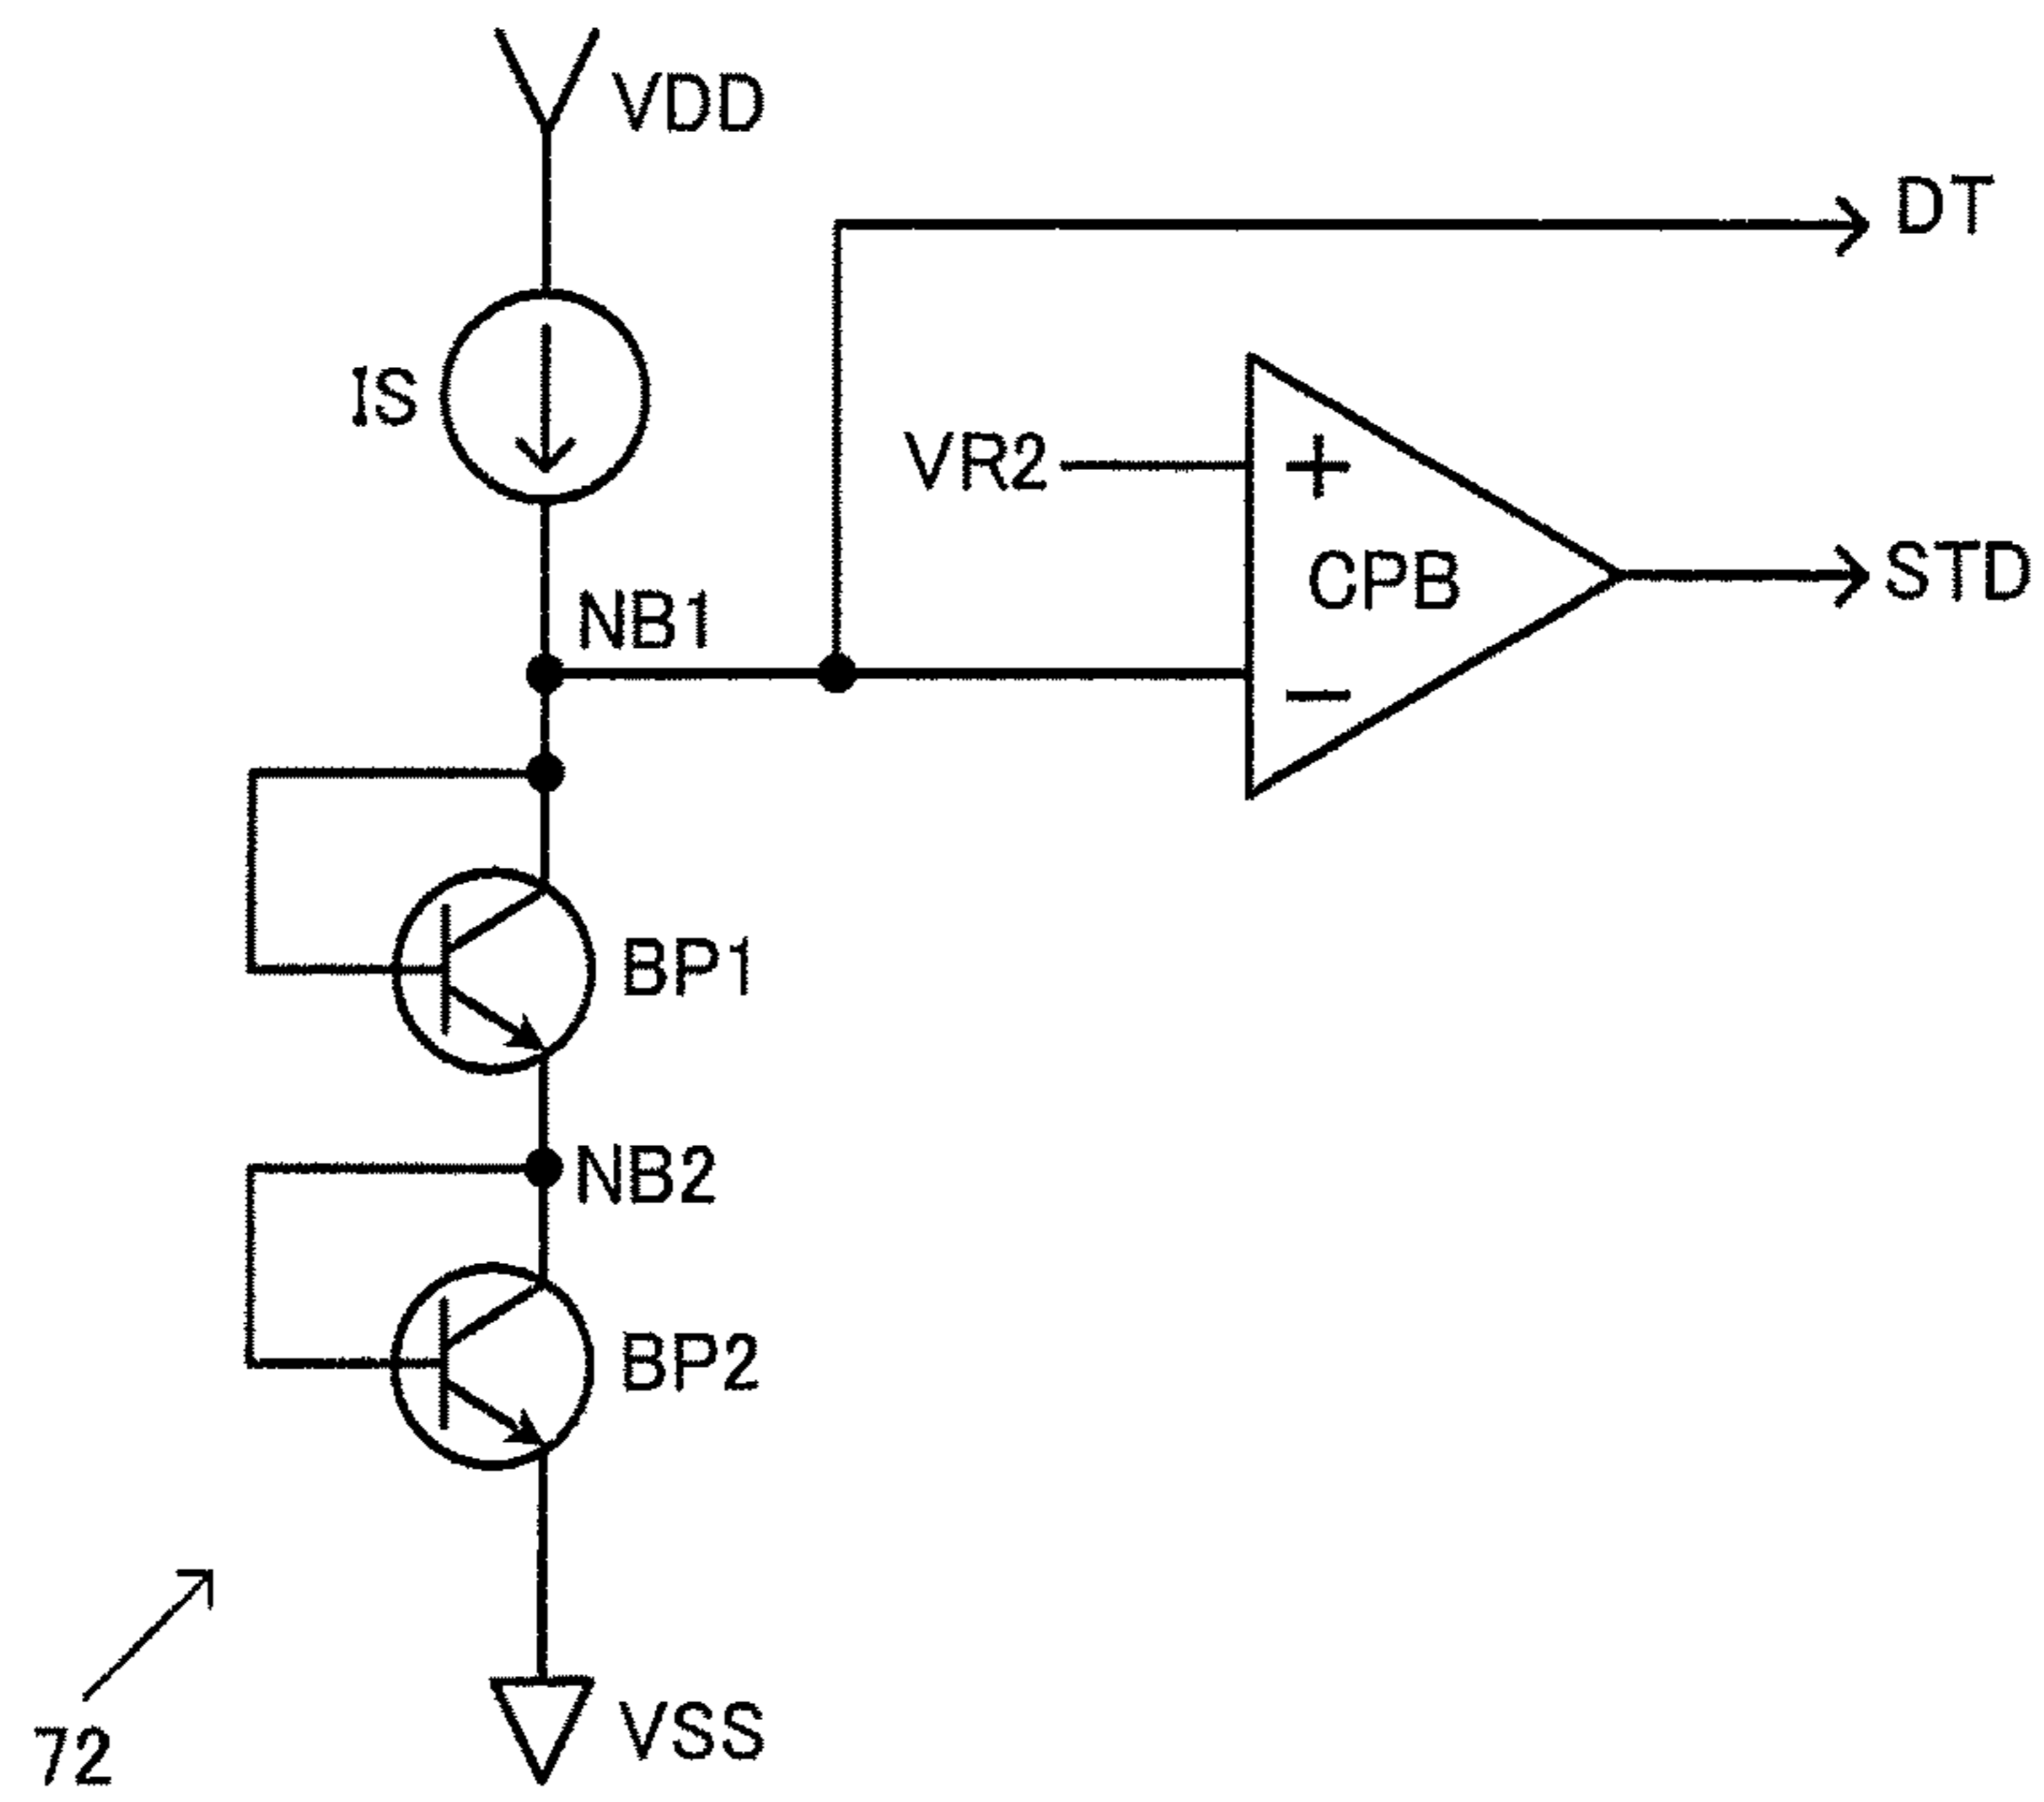 VDD
DT
IS
VR2
+
CPB
STD
NB1
−
BP1
NB2
BP2
72
VSS